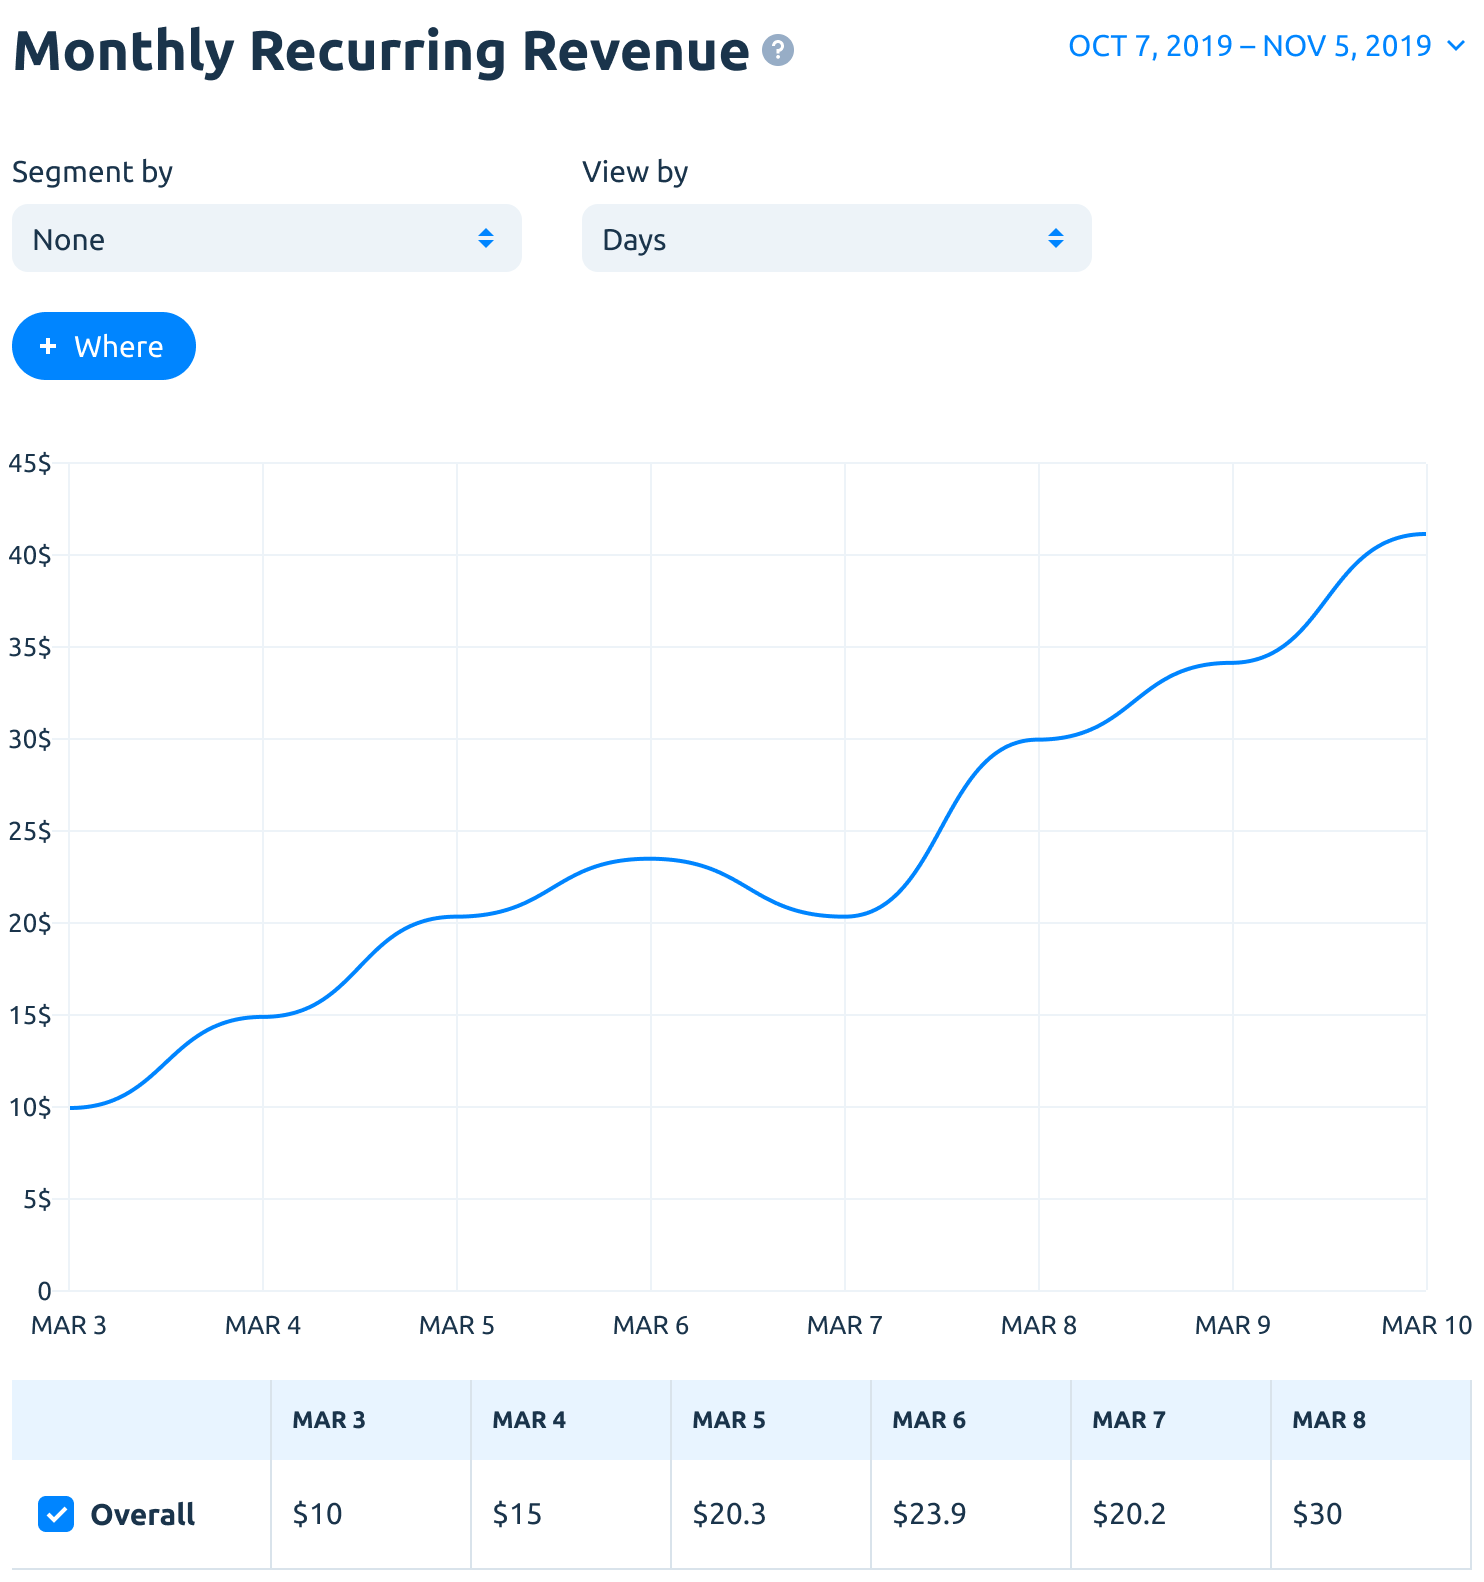 Monthly Recurring Revenue ?
OCT 7, 2019 – NOV 5, 2019
Segment by
View by
None
Days
+ Where
45$
40$
35$
30$
25$
20$
15$
10$
5$
0
MAR 3 MAR 4 MAR 5 MAR 6 MAR 7 MAR 8 MAR 9 MAR 10
MAR 3 MAR 4 MAR 5 MAR 6 MAR 7 MAR 8
Overall $10 $15 $20.3 $23.9 $20.2 $30